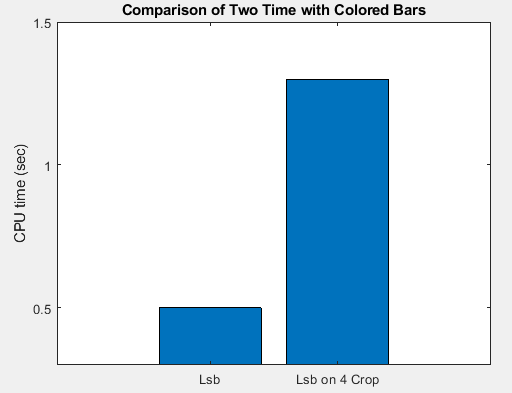 Comparison of Two Time with Colored Bars
1.5
1
0.5
CPU time (sec)
Lsb
Lsb on 4 Crop